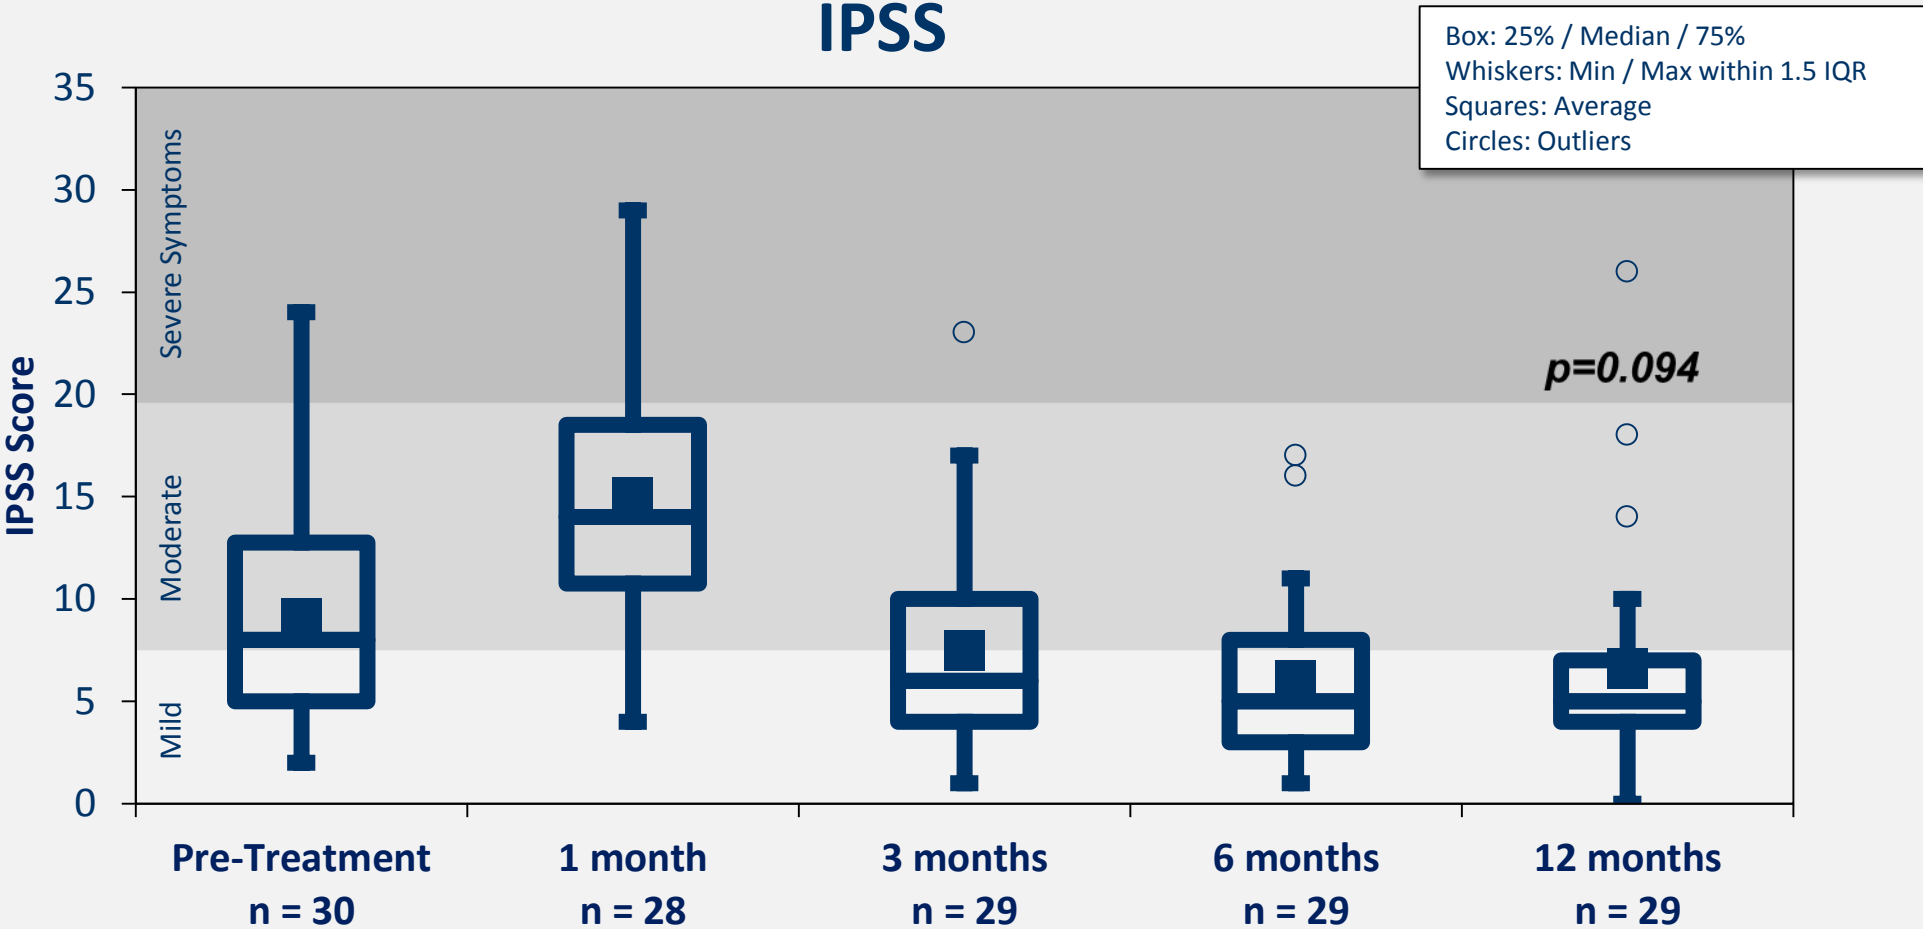 IPSS
Box: 25% / Median / 75%
Whiskers: Min / Max within 1.5 IQR
Squares: Average
Circles: Outliers
35
30
25
20
15
10
5
0
IPSS Score
Severe Symptoms
Moderate
Mild
p=0.094
Pre-Treatment
n = 30
1 month
n = 28
3 months
n = 29
6 months
n = 29
12 months
n = 29